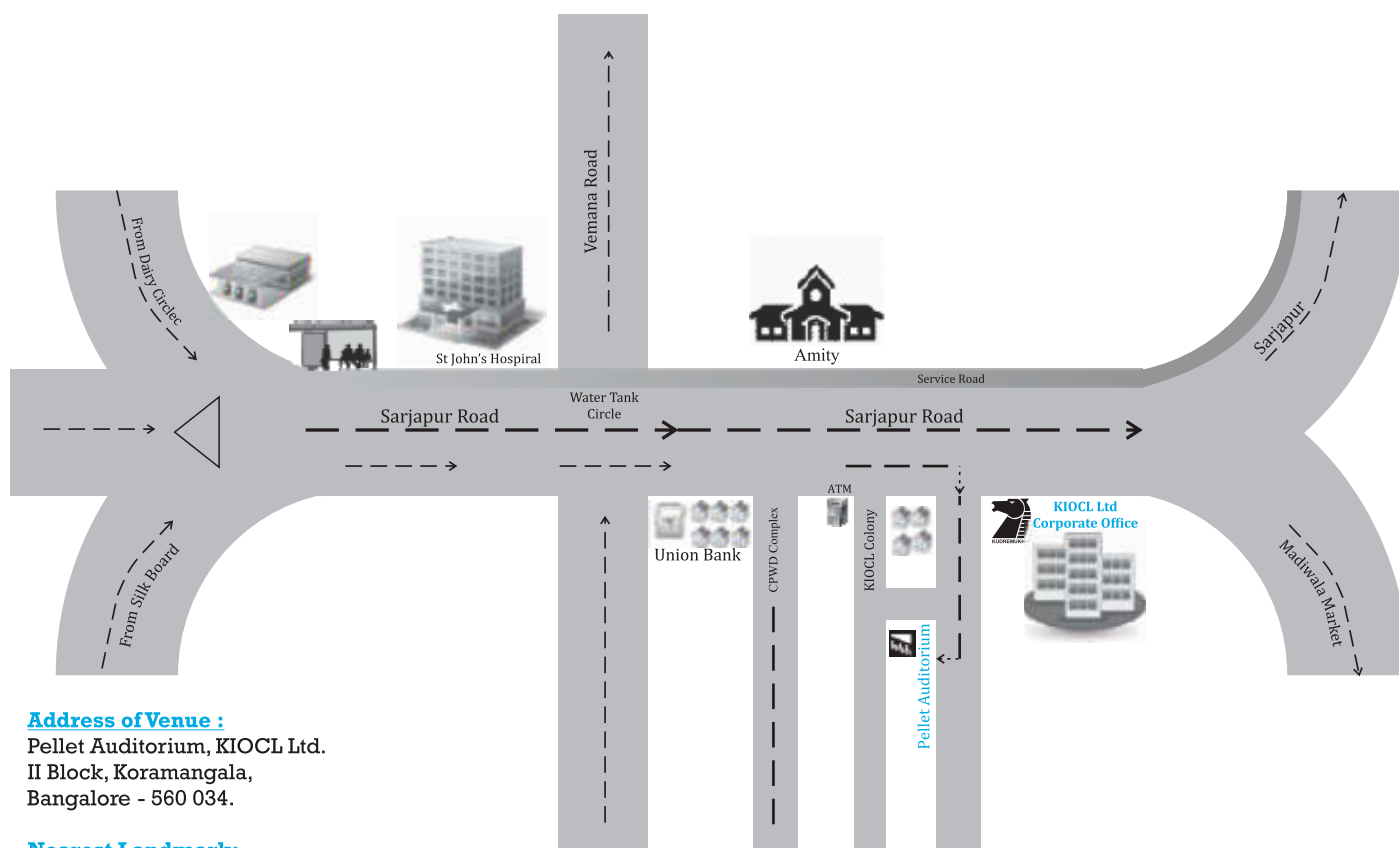 Vemana Road
From Dairy Circlec
St John's Hospiral
Amity
Sarjapur
Service Road
Water Tank
Circle
Sarjapur Road
Sarjapur Road
ATM
KIOCL Ltd
Corporate Office
KUDREMUKH
Union Bank
CPWD Complex
KIOCL Colony
From Silk Board
Madiwala Market
Pellet Auditorium
Address of Venue :
Pellet Auditorium, KIOCL Ltd.
II Block, Koramangala,
Bangalore - 560 034.
Nearest Landmark: